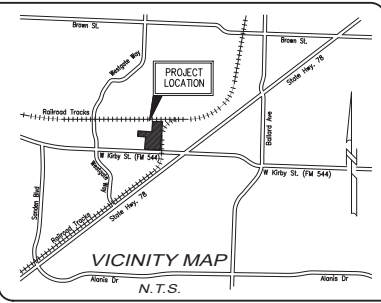 Brown St.
Brown St.
Westgate Way
PROJECT
LOCATION
State Hwy. 78
Railroad Tracks
Ballard Ave
W Kirby St. (FM 544)
W Kirby St. (FM 544)
Westgate Way
Sanden Blvd
Railroad Tracks
State Hwy. 78
VICINITY MAP
N.T.S.
Alanis Dr
Alanis Dr